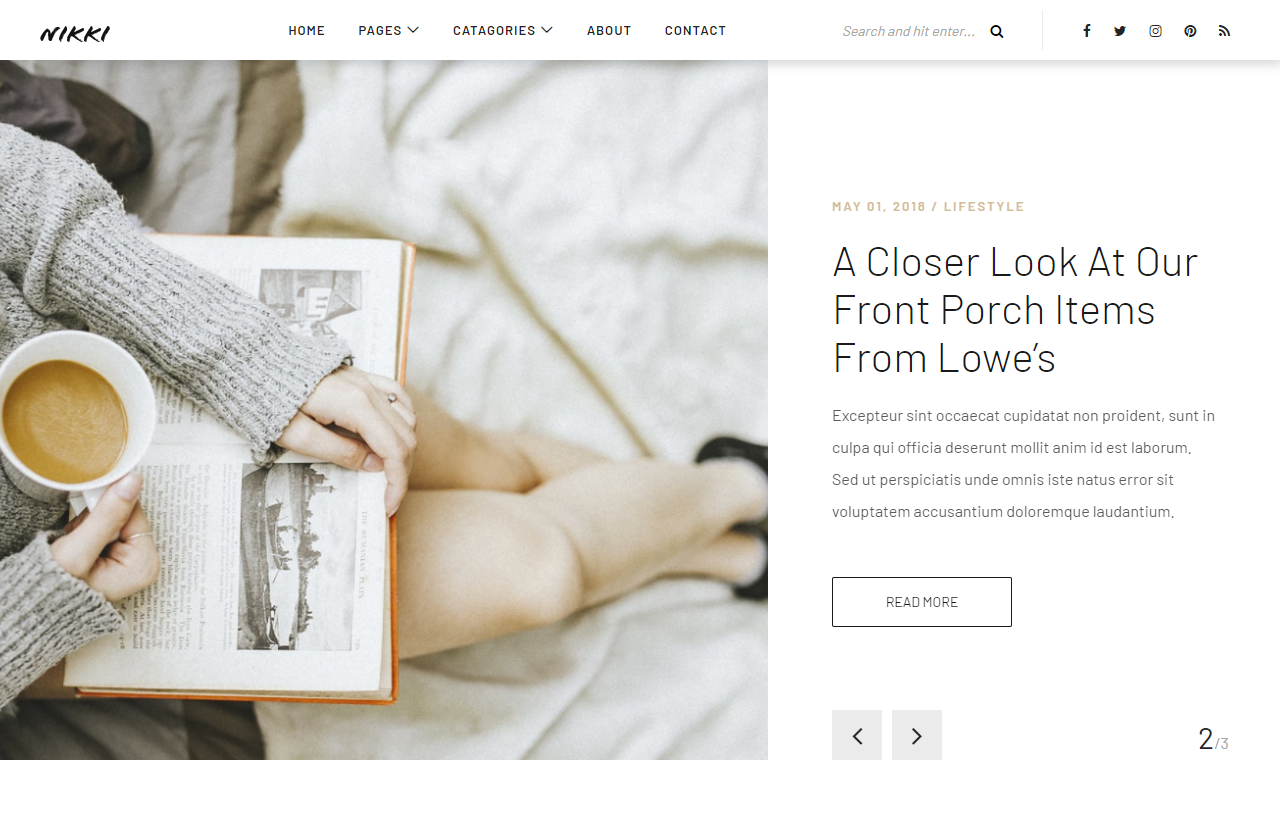 NIKKI
HOME PAGES CATAGORIES ABOUT CONTACT
Search and hit enter...
MAY 01, 2018 / LIFESTYLE
A Closer Look At Our
Front Porch Items
From Lowe’s
Excepteur sint occaecat cupidatat non proident, sunt in
culpa qui officia deserunt mollit anim id est laborum.
Sed ut perspiciatis unde omnis iste natus error sit
voluptatem accusantium doloremque laudantium.
READ MORE
2/3
THE RUMANIAN PLAIN